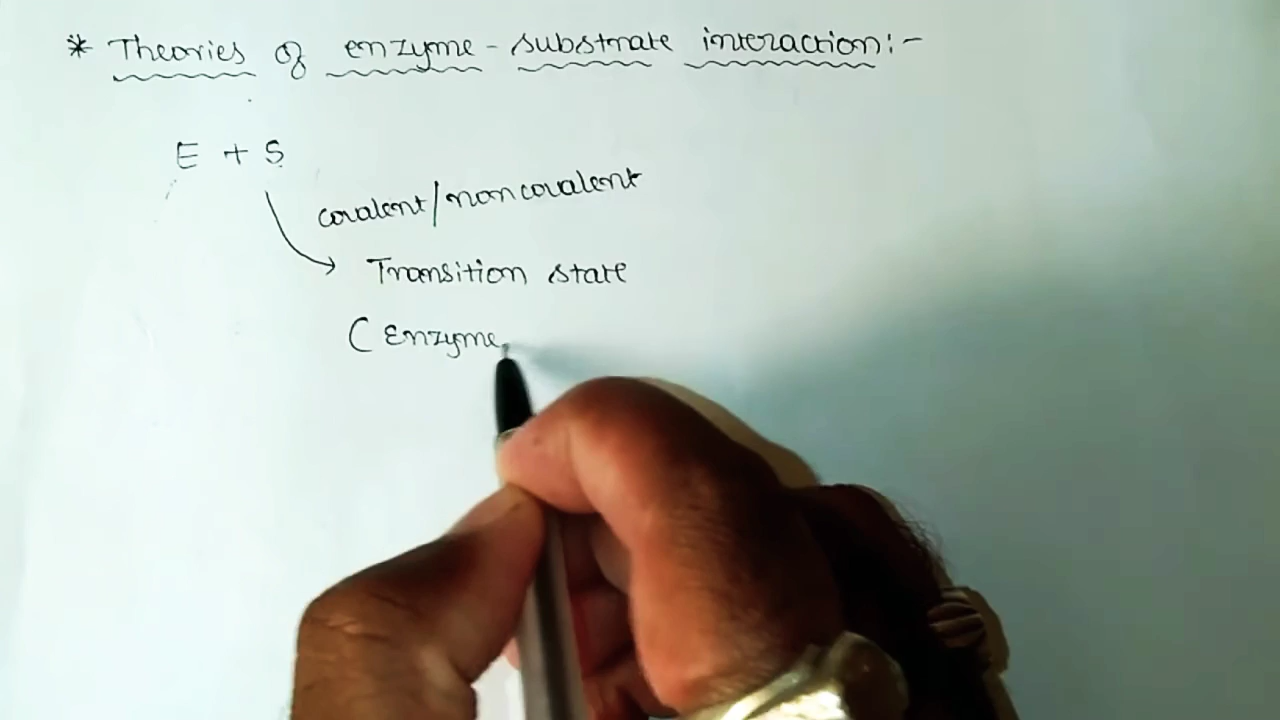 * Theories of enzyme - substrate interaction:-
E + S
covalent/noncovalent
Transition state
(Enzyme